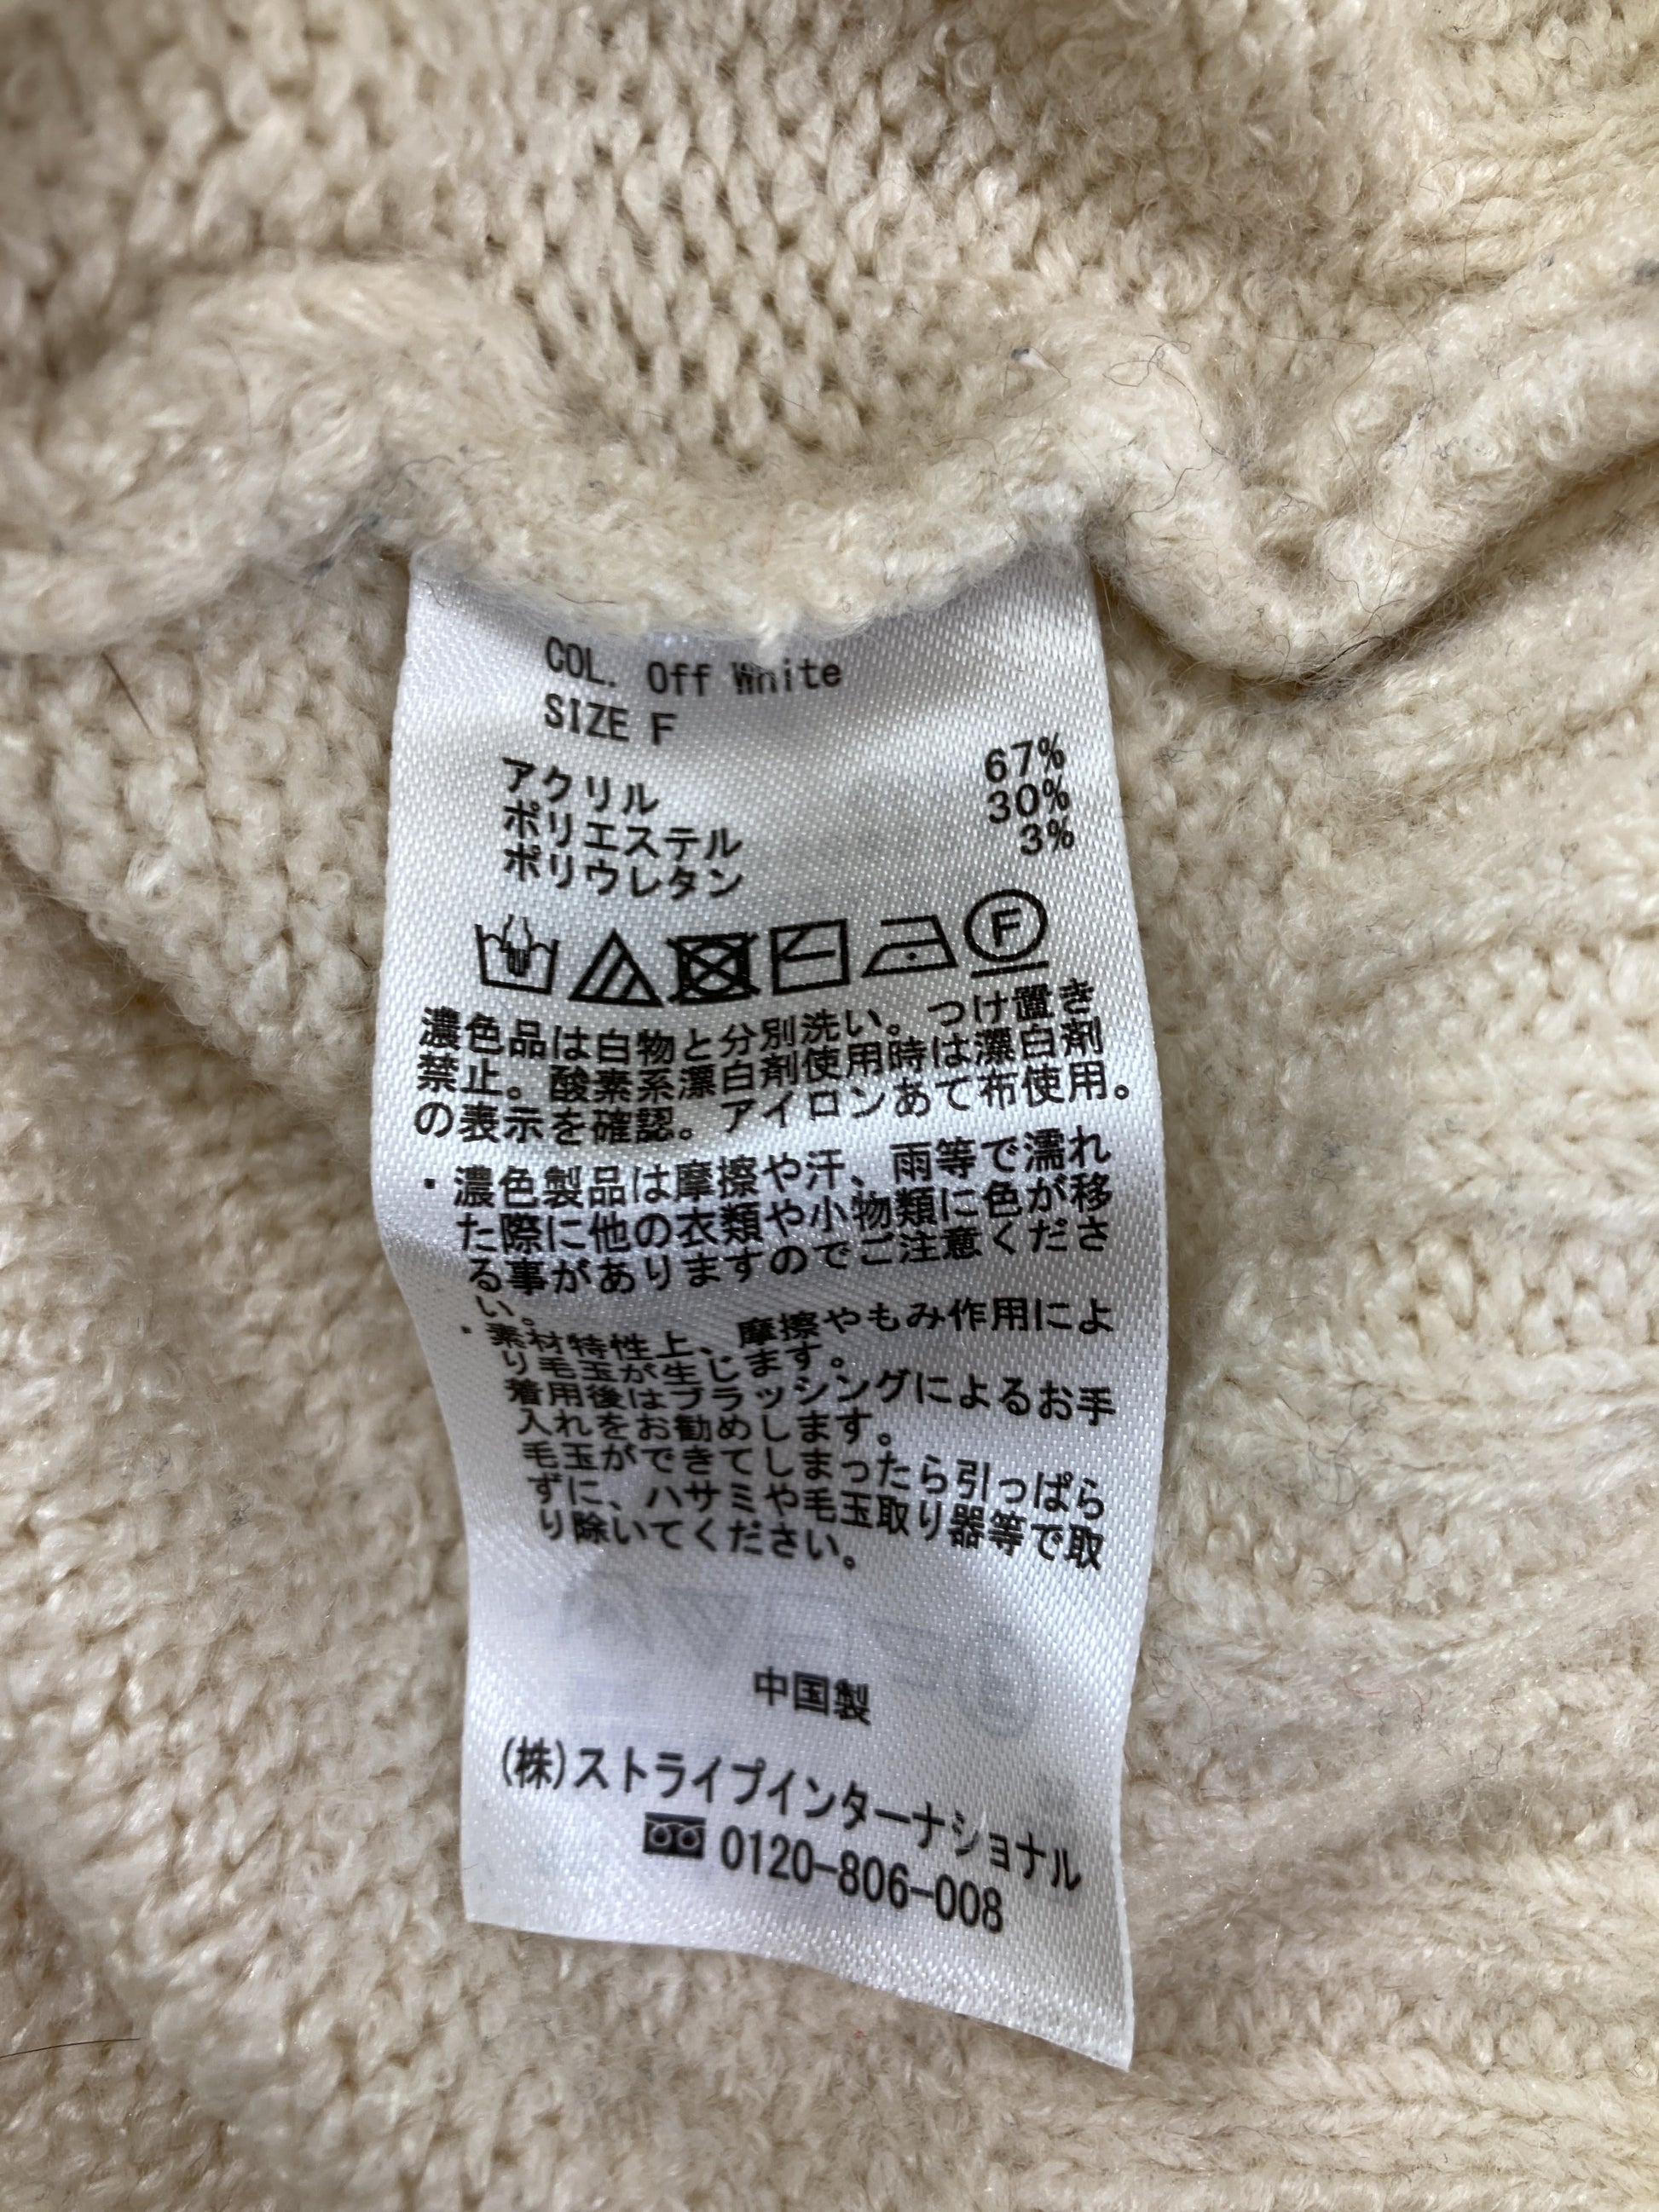 COL. Off White
SIZE F
アクリル 67%
ポリエステル 30%
ポリウレタン 3%
F
濃色品は白物と分別洗い。つけ置き
禁止。酸素系漂白剤使用時は漂白剤
の表示を確認。アイロンあて布使用。
・濃色製品は摩擦や汗、雨等で濡れ
た際に他の衣類や小物類に色が移
る事がありますのでご注意くださ
い。
・素材特性上、摩擦やもみ作用によ
り毛玉が生じます。
着用後はブラッシングによるお手
入れをお勧めします。
毛玉ができてしまったら引っぱら
ずに、ハサミや毛玉取り器等で取
り除いてください。
中国製
(株)ストライプインターナショナル
0120-806-008